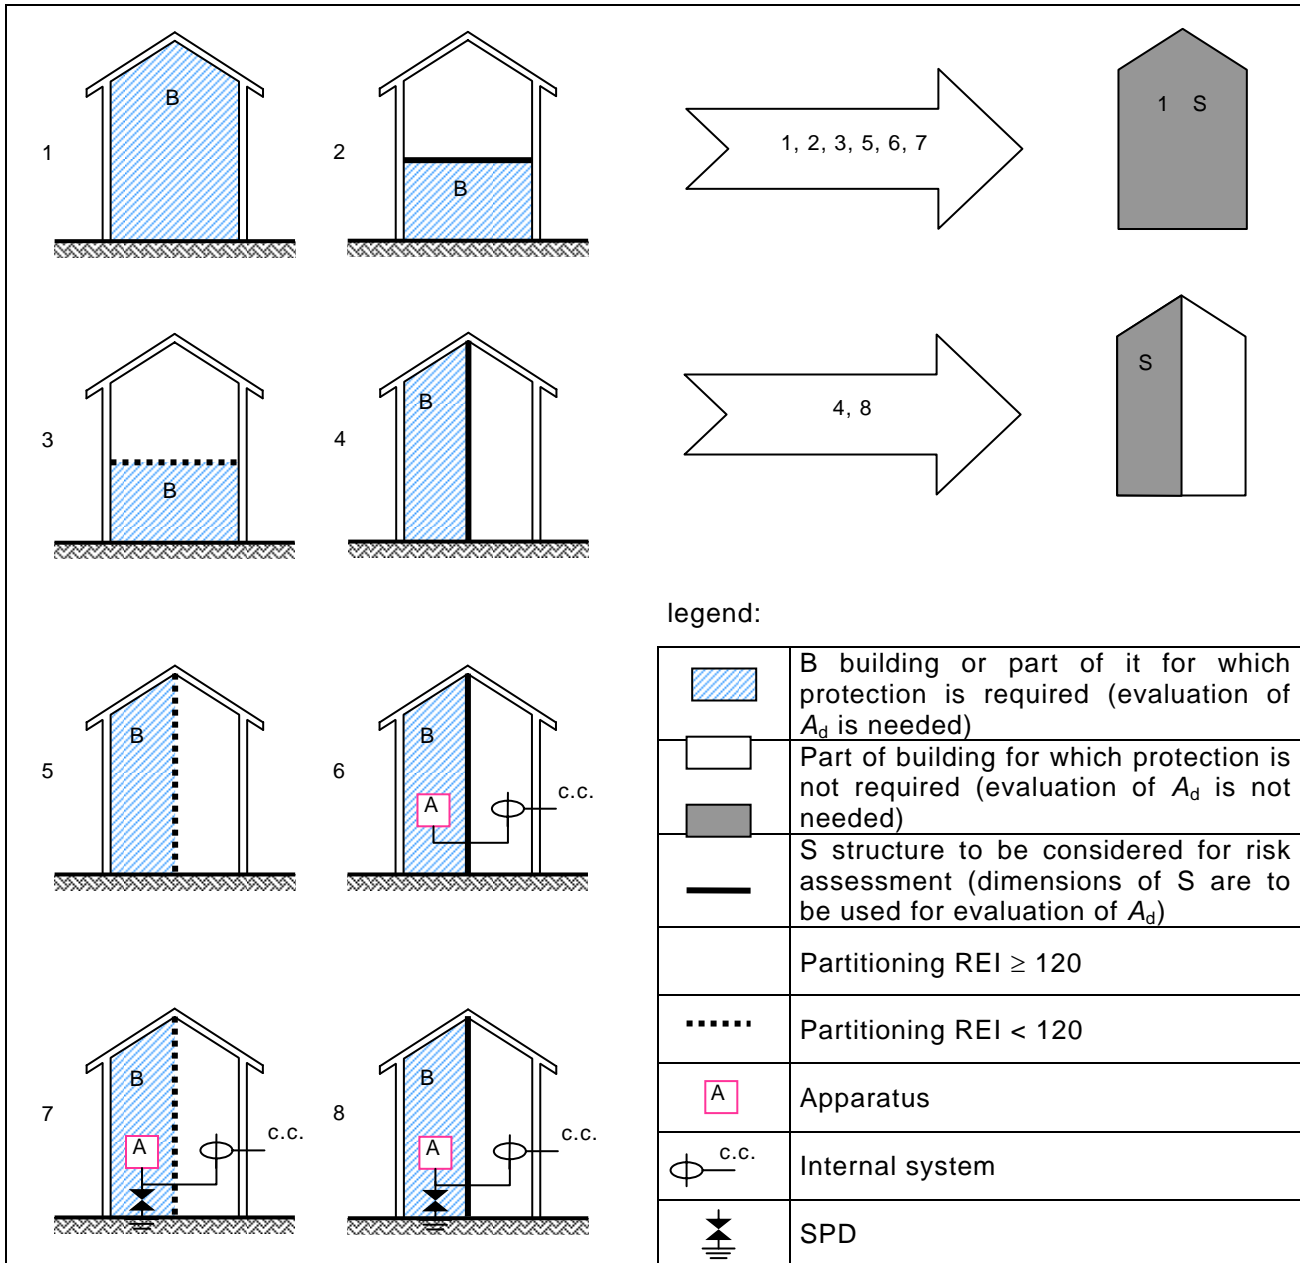 B
1
2
B
1, 2, 3, 5, 6, 7
1 S
3
B
4
B
4, 8
S
legend:
B building or part of it for which
protection is required (evaluation of
Ad is needed)
Part of building for which protection is
not required (evaluation of Ad is not
needed)
S structure to be considered for risk
assessment (dimensions of S are to
be used for evaluation of Ad)
Partitioning REI ≥ 120
Partitioning REI < 120
A
Apparatus
c.c.
Internal system
SPD
5
B
6
B
A
c.c.
7
B
A
c.c.
8
B
A
c.c.